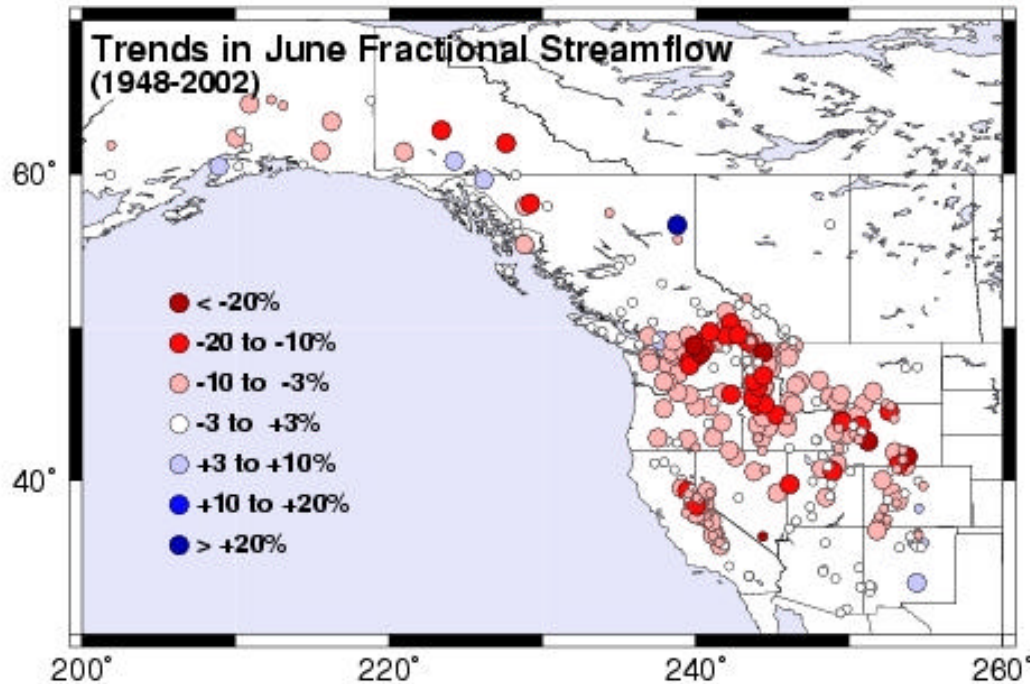 Trends in June Fractional Streamflow
(1948-2002)
60°
< -20%
-20 to -10%
-10 to -3%
-3 to +3%
+3 to +10%
+10 to +20%
> +20%
40°
200° 220° 240° 260°